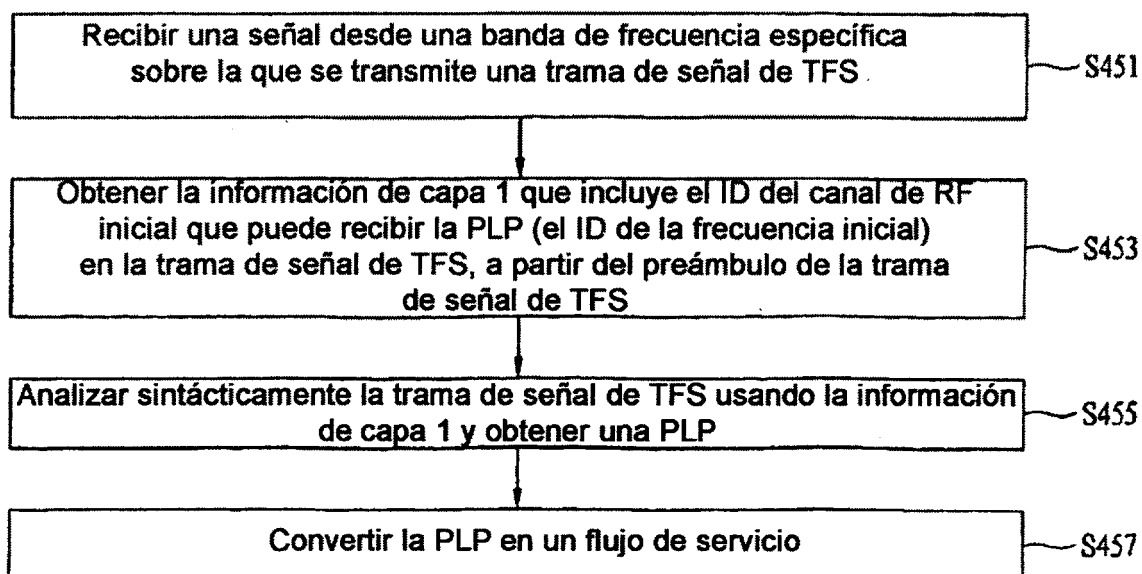 Recibir una señal desde una banda de frecuencia específica
sobre la que se transmite una trama de señal de TFS
S451
Obtener la información de capa 1 que incluye el ID del canal de RF
inicial que puede recibir la PLP (el ID de la frecuencia inicial)
en la trama de señal de TFS, a partir del preámbulo de la trama
de señal de TFS
S453
Analizar sintácticamente la trama de señal de TFS usando la información
de capa 1 y obtener una PLP
S455
Convertir la PLP en un flujo de servicio
S457